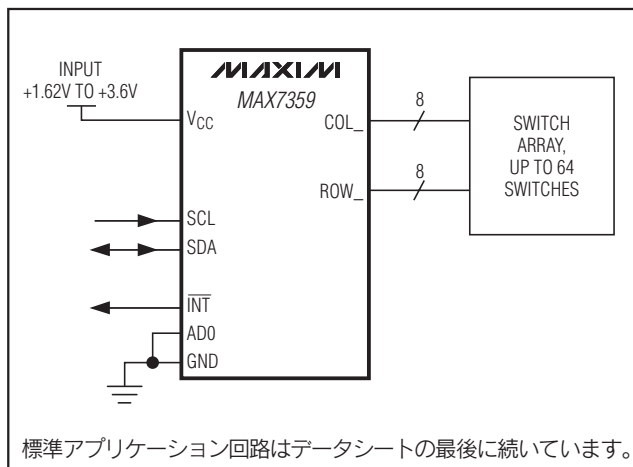 INPUT
+1.62V TO +3.6V
MAXIM
MAX7359
VCC
COL_
8
ROW_
8
SWITCH
ARRAY,
UP TO 64
SWITCHES
SCL
SDA
INT
AD0
GND
標準アプリケーション回路はデータシートの最後に続いています。